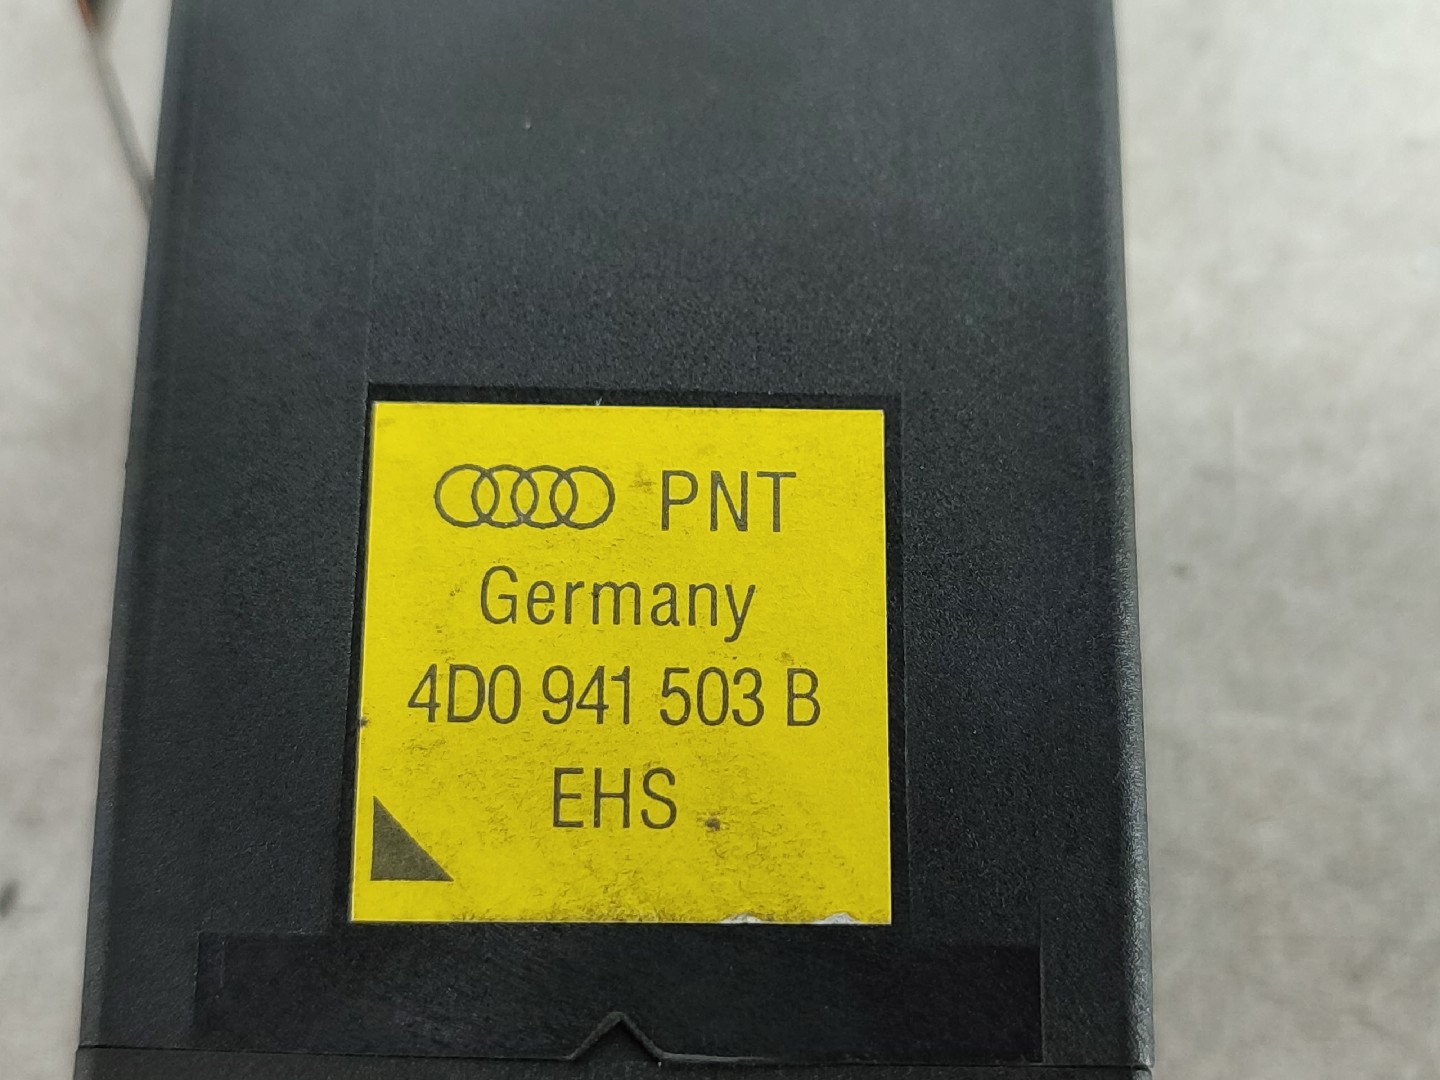 PNT
Germany
4D0 941 503 B
EHS